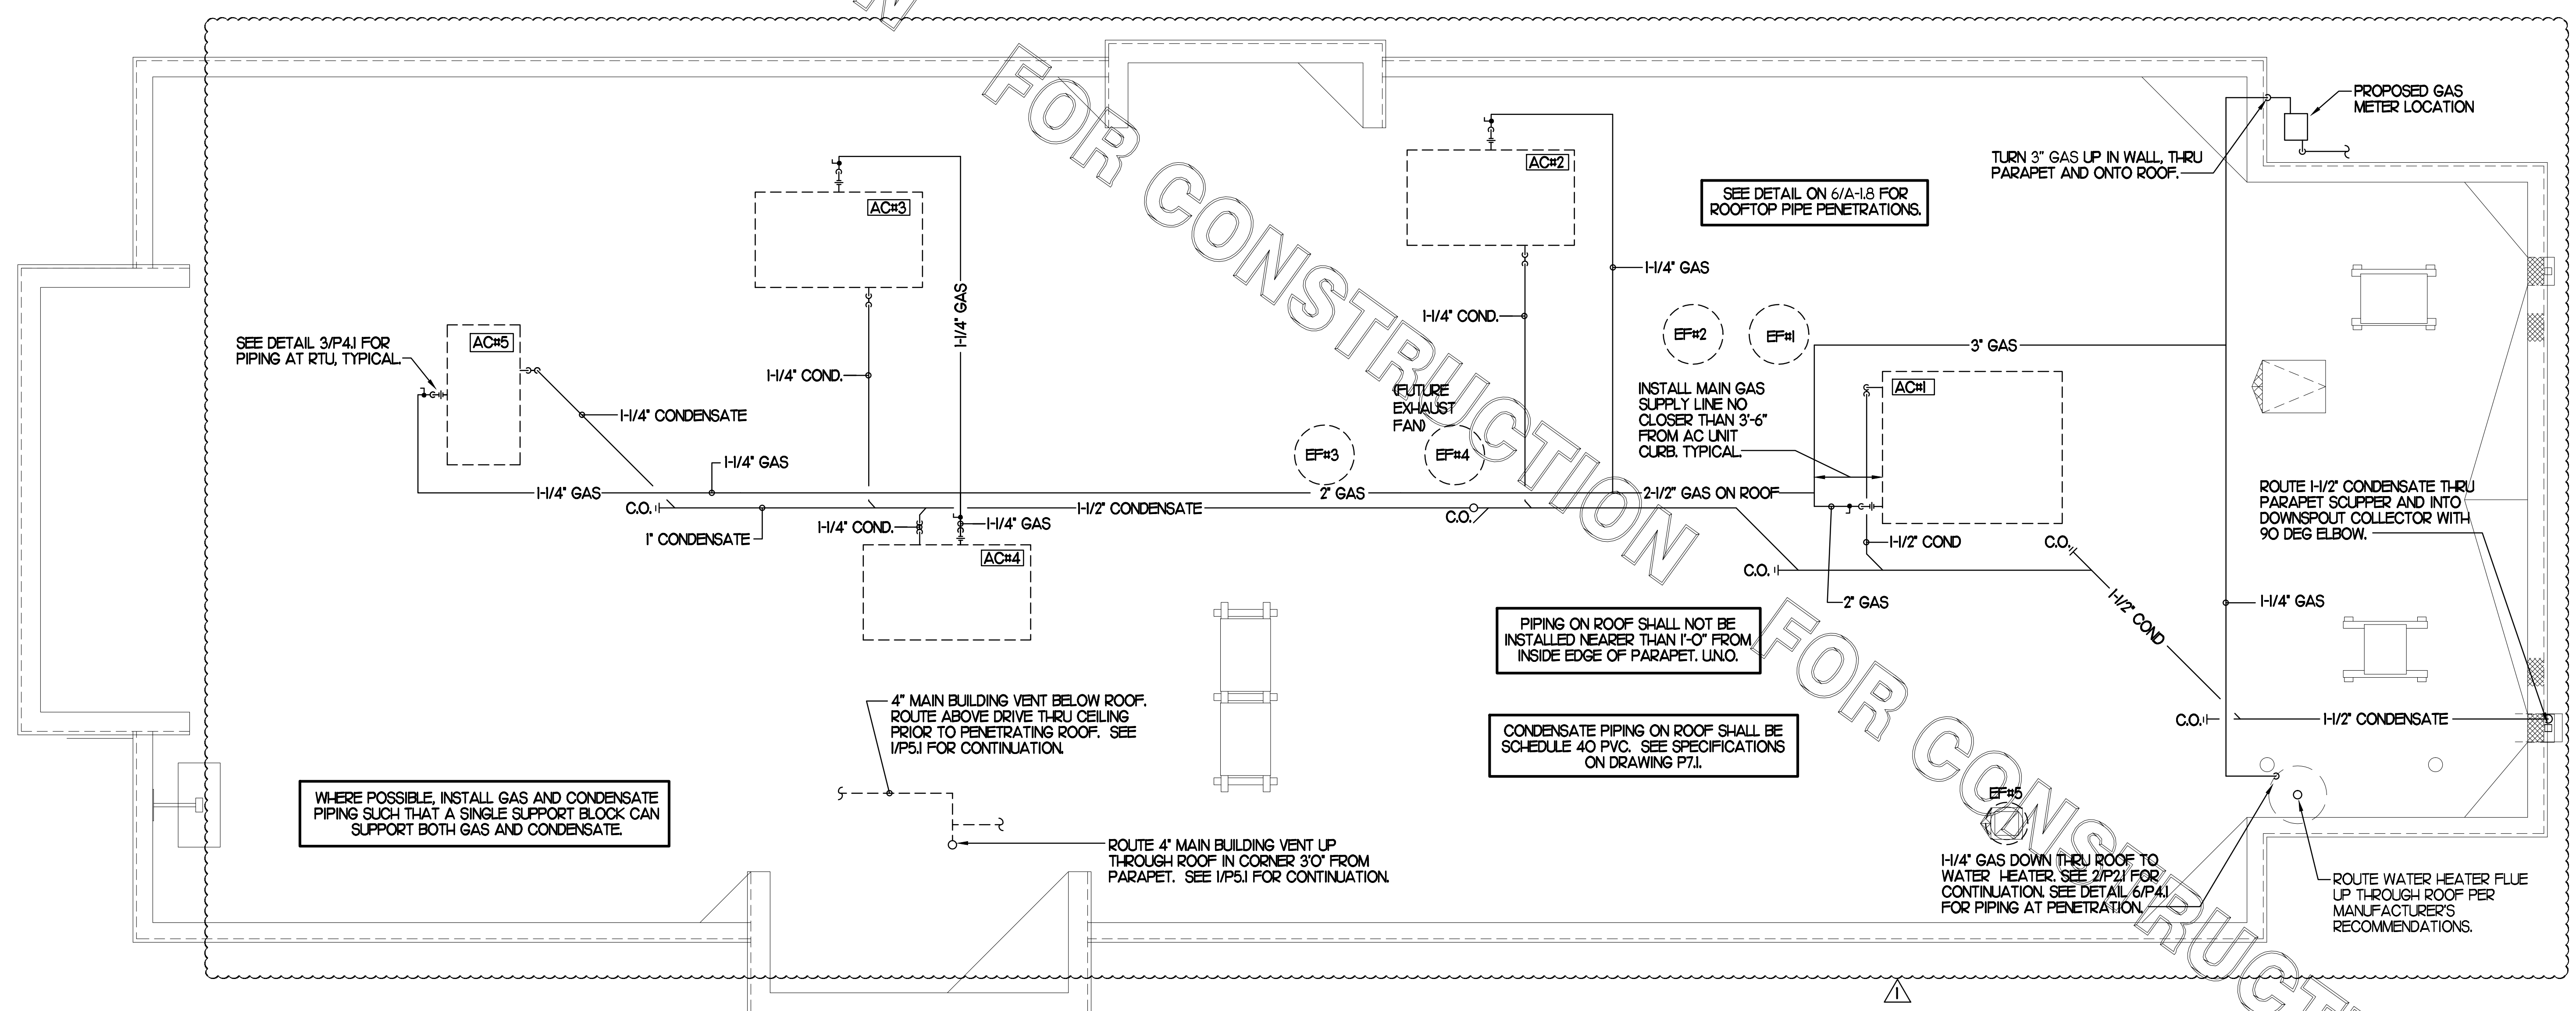 FOR CONSTRUCTION
FOR CONSTRUCTION
PROPOSED GAS
METER LOCATION
TURN 3" GAS UP IN WALL, THRU
PARAPET AND ONTO ROOF.
AC#2
AC#3
SEE DETAIL ON 6/A-1.8 FOR
ROOFTOP PIPE PENETRATIONS.
1-1/4" GAS
1-1/4" GAS
1-1/4" COND.
EF#2
EF#1
SEE DETAIL 3/P4.1 FOR
PIPING AT RTU, TYPICAL.
AC#5
3" GAS
1-1/4" COND.
1-1/4" CONDENSATE
(FUTURE
EXHAUST
FAN)
INSTALL MAIN GAS
SUPPLY LINE NO
CLOSER THAN 3'-6"
FROM AC UNIT
CURB. TYPICAL.
AC#1
EF#3
EF#4
1-1/4" GAS
1-1/4" GAS
2" GAS
2-1/2" GAS ON ROOF
ROUTE 1-1/2" CONDENSATE THRU
PARAPET SCUPPER AND INTO
DOWNSPOUT COLLECTOR WITH
90 DEG ELBOW.
C.O.
1-1/2" CONDENSATE
C.O.
1-1/4" COND.
1-1/4" GAS
1" CONDENSATE
1-1/2" COND
C.O.
AC#4
C.O.
2" GAS
1-1/4" GAS
1-1/2" COND
PIPING ON ROOF SHALL NOT BE
INSTALLED NEARER THAN 1'-0" FROM
INSIDE EDGE OF PARAPET. U.N.O.
4" MAIN BUILDING VENT BELOW ROOF.
ROUTE ABOVE DRIVE THRU CEILING
PRIOR TO PENETRATING ROOF. SEE
1/P5.1 FOR CONTINUATION.
CONDENSATE PIPING ON ROOF SHALL BE
SCHEDULE 40 PVC. SEE SPECIFICATIONS
ON DRAWING P7.1.
C.O.
1-1/2" CONDENSATE
WHERE POSSIBLE, INSTALL GAS AND CONDENSATE
PIPING SUCH THAT A SINGLE SUPPORT BLOCK CAN
SUPPORT BOTH GAS AND CONDENSATE.
EF#5
ROUTE 4" MAIN BUILDING VENT UP
THROUGH ROOF IN CORNER 3'0" FROM
PARAPET. SEE 1/P5.1 FOR CONTINUATION.
1-1/4" GAS DOWN THRU ROOF TO
WATER HEATER. SEE 2/P2.1 FOR
CONTINUATION. SEE DETAIL 6/P4.1
FOR PIPING AT PENETRATION.
ROUTE WATER HEATER FLUE
UP THROUGH ROOF PER
MANUFACTURER'S
RECOMMENDATIONS.
1